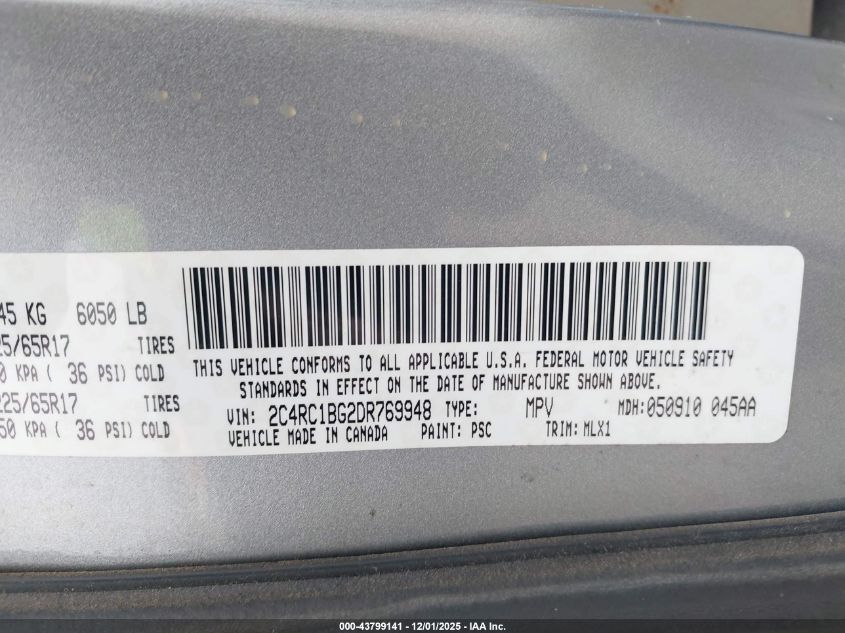 45 KG 6050 LB
25/65R17 TIRES
0 KPA ( 36 PSI) COLD
225/65R17 TIRES
50 KPA ( 36 PSI) COLD
THIS VEHICLE CONFORMS TO ALL APPLICABLE U.S.A. FEDERAL MOTOR VEHICLE SAFETY
STANDARDS IN EFFECT ON THE DATE OF MANUFACTURE SHOWN ABOVE.
VIN: 2C4RC1BG2DR769948 TYPE: MPV MDH: 050910 045AA
VEHICLE MADE IN CANADA PAINT: PSC TRIM: MLX1
000-43799141 - 12/01/2025 - IAA Inc.